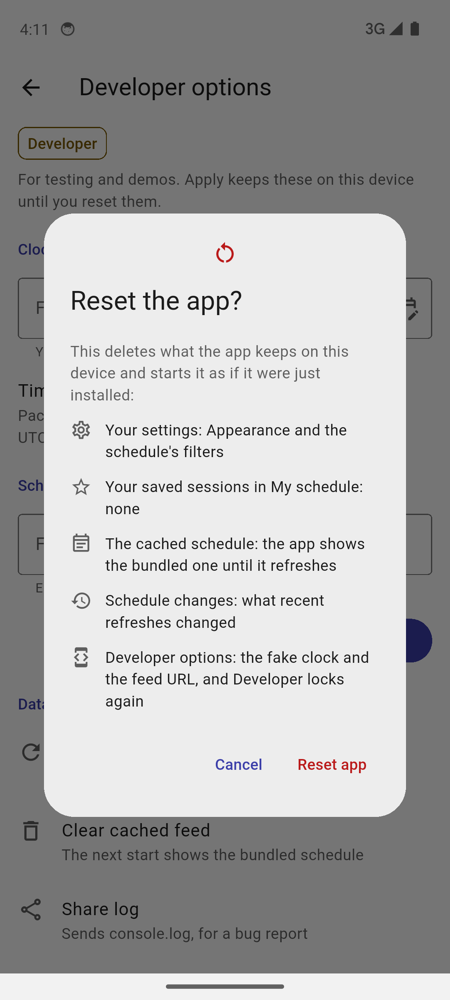 4:11
3G
Developer options
Developer
For testing and demos. Apply keeps these on this device
until you reset them.
Reset the app?
This deletes what the app keeps on this
device and starts it as if it were just
installed:
Your settings: Appearance and the
schedule's filters
Your saved sessions in My schedule:
none
The cached schedule: the app shows
the bundled one until it refreshes
Schedule changes: what recent
refreshes changed
Developer options: the fake clock and
the feed URL, and Developer locks
again
Cancel
Reset app
Clear cached feed
The next start shows the bundled schedule
Share log
Sends console.log, for a bug report